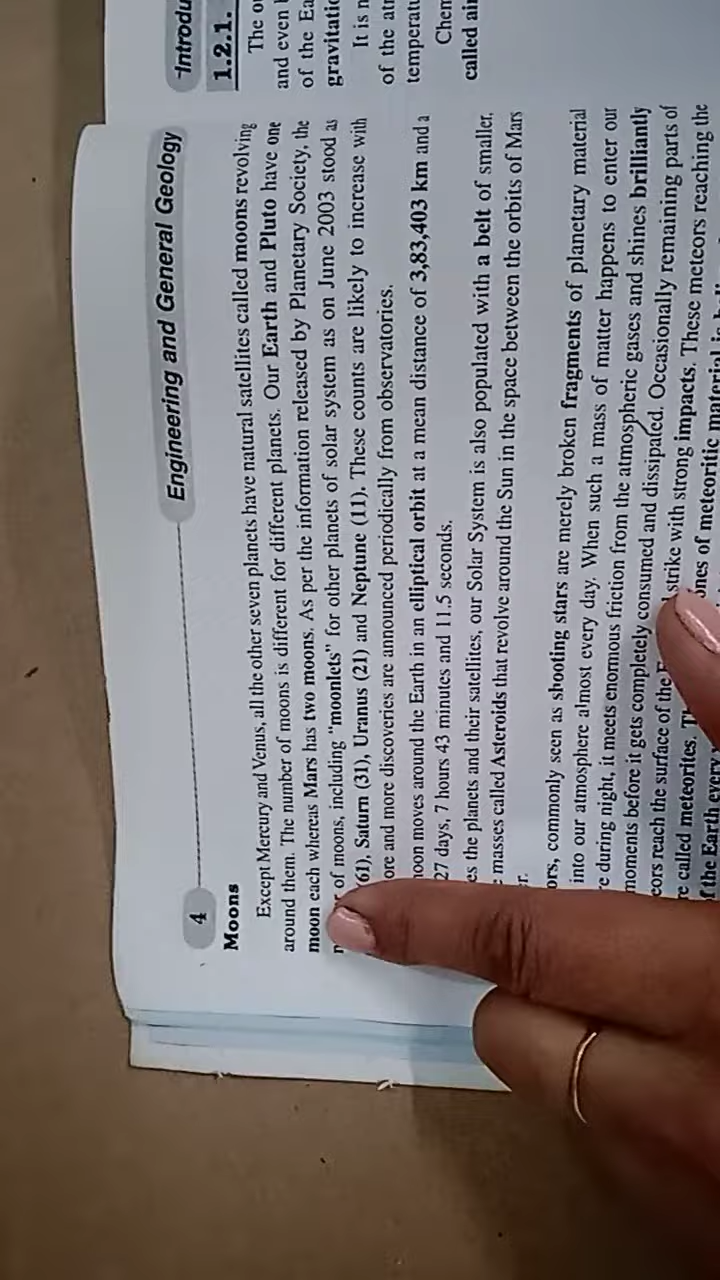 4
Engineering and General Geology
Moons
Except Mercury and Venus, all the other seven planets have natural satellites called moons revolving
around them. The number of moons is different for different planets. Our Earth and Pluto have one
moon each whereas Mars has two moons. As per the information released by Planetary Society, the
of moons, including "moonlets" for other planets of solar system as on June 2003 stood as
(61), Saturn (31), Uranus (21) and Neptune (11). These counts are likely to increase with
ore and more discoveries are announced periodically from observatories.
oon moves around the Earth in an elliptical orbit at a mean distance of 3,83,403 km and a
27 days, 7 hours 43 minutes and 11.5 seconds.
es the planets and their satellites, our Solar System is also populated with a belt of smaller,
masses called Asteroids that revolve around the Sun in the space between the orbits of Mars
r.
ors, commonly seen as shooting stars are merely broken fragments of planetary material
into our atmosphere almost every day. When such a mass of matter happens to enter our
e during night, it meets enormous friction from the atmospheric gases and shines brilliantly
moments before it gets completely consumed and dissipated. Occasionally remaining parts of
eors reach the surface of the strike with strong impacts. These meteors reaching the
re called meteorites. ones of meteoritic material
f the Earth every
Introdu
1.2.1.
The ou
and even
of the Ea
gravitatio
It is n
of the atm
temperatu
Chem
called air